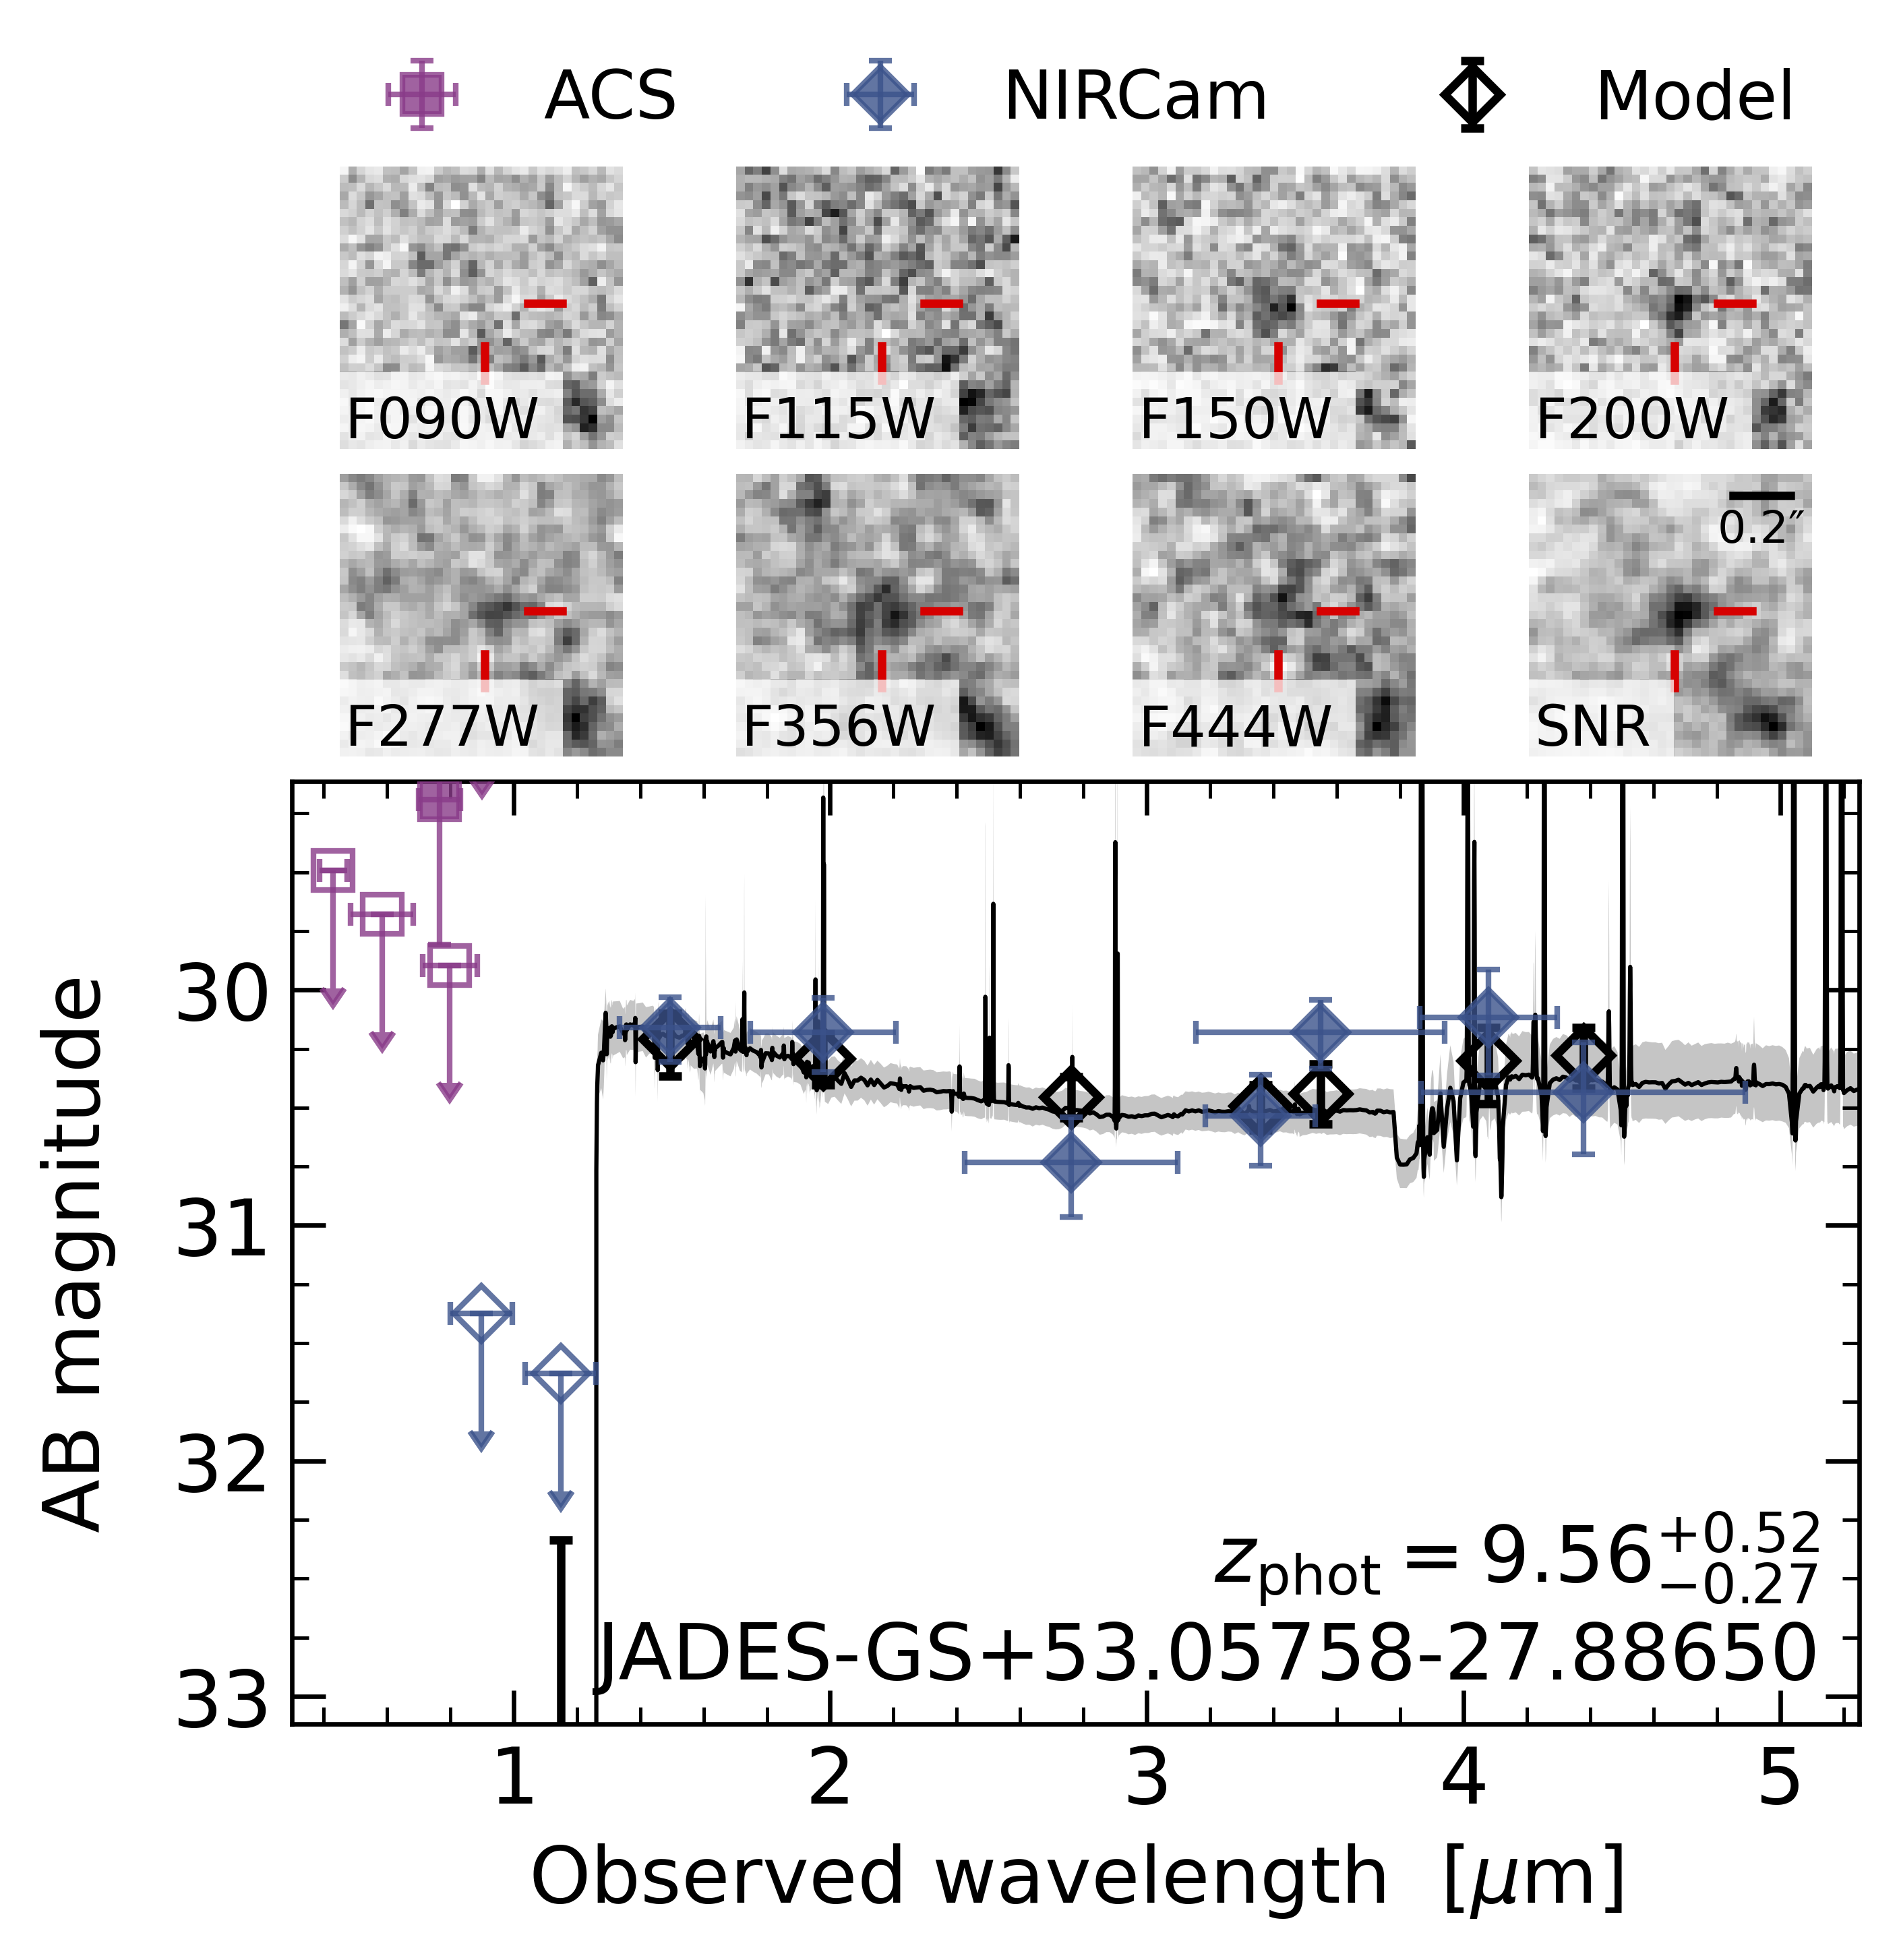 ACS NIRCam Model
F090W F115W F150W F200W
0.2″
F277W F356W F444W SNR
AB magnitude
30
31
32
33
z_phot = 9.56^{+0.52}_{−0.27}
JADES-GS+53.05758-27.88650
1 2 3 4 5
Observed wavelength [μm]